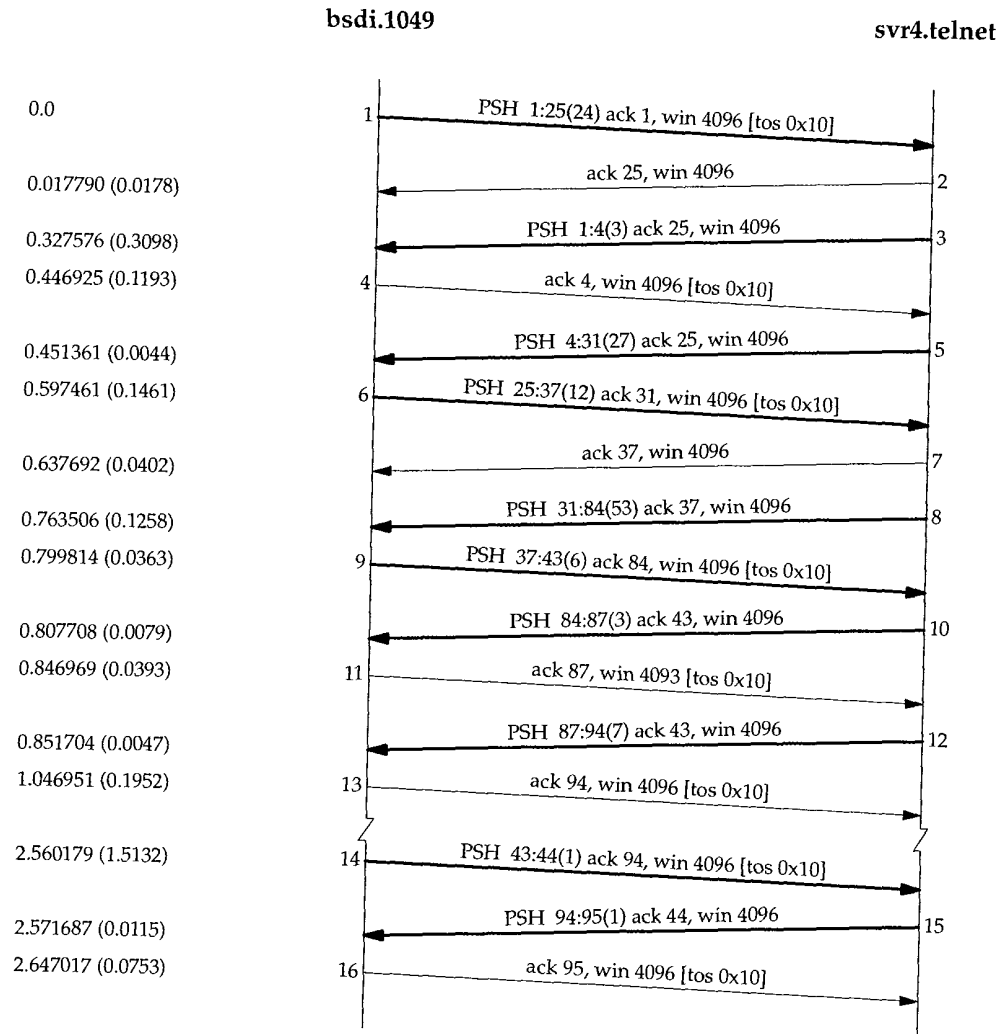 bsdi.1049
svr4.telnet
0.0
1
PSH 1:25(24) ack 1, win 4096 [tos 0x10]
0.017790 (0.0178)
ack 25, win 4096
2
0.327576 (0.3098)
PSH 1:4(3) ack 25, win 4096
3
0.446925 (0.1193)
4
ack 4, win 4096 [tos 0x10]
0.451361 (0.0044)
PSH 4:31(27) ack 25, win 4096
5
0.597461 (0.1461)
6
PSH 25:37(12) ack 31, win 4096 [tos 0x10]
0.637692 (0.0402)
ack 37, win 4096
7
0.763506 (0.1258)
PSH 31:84(53) ack 37, win 4096
8
0.799814 (0.0363)
9
PSH 37:43(6) ack 84, win 4096 [tos 0x10]
0.807708 (0.0079)
PSH 84:87(3) ack 43, win 4096
10
0.846969 (0.0393)
11
ack 87, win 4093 [tos 0x10]
0.851704 (0.0047)
PSH 87:94(7) ack 43, win 4096
12
1.046951 (0.1952)
13
ack 94, win 4096 [tos 0x10]
2.560179 (1.5132)
14
PSH 43:44(1) ack 94, win 4096 [tos 0x10]
2.571687 (0.0115)
PSH 94:95(1) ack 44, win 4096
15
2.647017 (0.0753)
16
ack 95, win 4096 [tos 0x10]